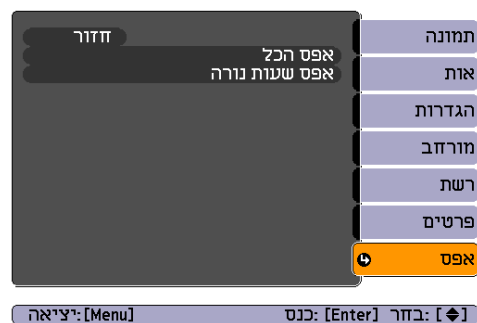 תמונה
אות
הגדרות
מורחב
רשת
פרטים
אפס
חזור
אפס הכל
אפס שעות נורה
[◆] :בחר [Enter] :כנס [Menu] :יציאה